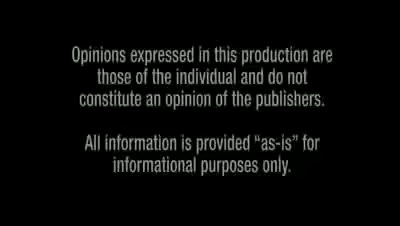 Opinions expressed in this production are
those of the individual and do not
constitute an opinion of the publishers.
All information is provided “as-is” for
informational purposes only.